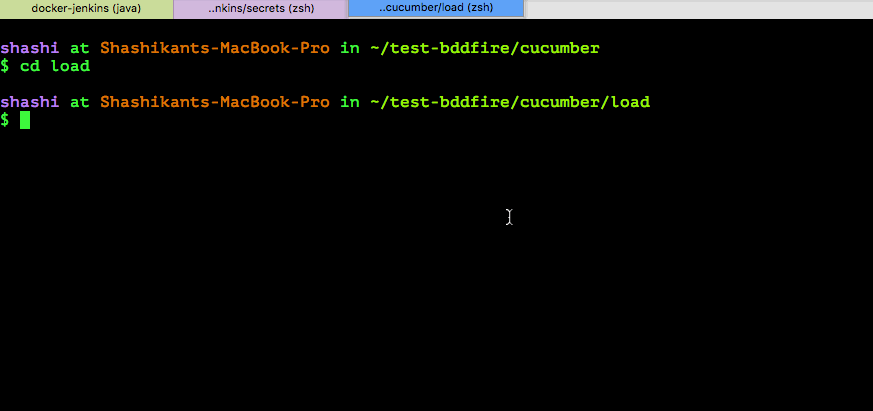 docker-jenkins (java) ..nkins/secrets (zsh) ..cucumber/load (zsh)
shashi at Shashikants-MacBook-Pro in ~/test-bddfire/cucumber
$ cd load
shashi at Shashikants-MacBook-Pro in ~/test-bddfire/cucumber/load
$